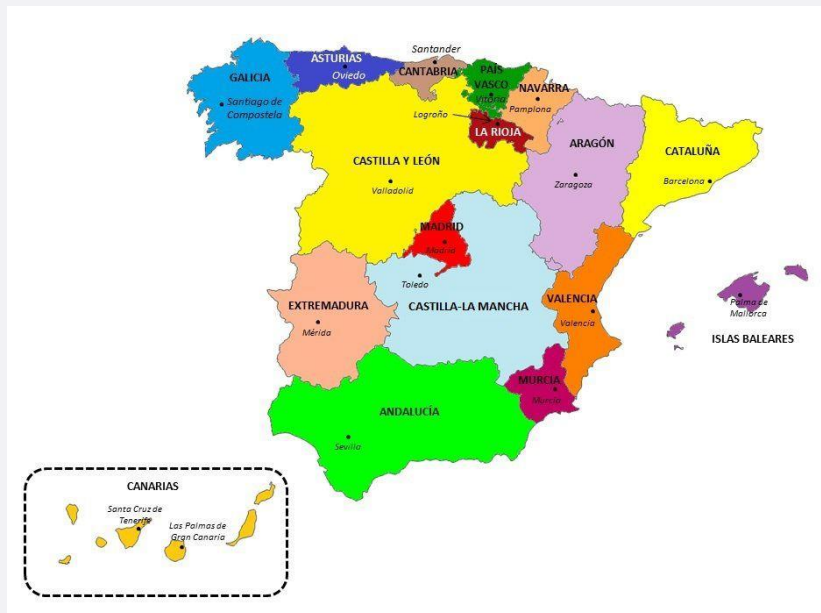 Santander
ASTURIAS
Oviedo
CANTABRIA
PAÍS
VASCO
Vitoria
GALICIA
Santiago de
Compostela
NAVARRA
Pamplona
Logroño
LA RIOJA
ARAGÓN
Zaragoza
CATALUÑA
Barcelona
CASTILLA Y LEÓN
Valladolid
MADRID
Madrid
Toledo
EXTREMADURA
Mérida
CASTILLA-LA MANCHA
VALENCIA
Valencia
Palma de
Mallorca
ISLAS BALEARES
MURCIA
Murcia
ANDALUCÍA
Sevilla
CANARIAS
Santa Cruz de
Tenerife
Las Palmas de
Gran Canaria